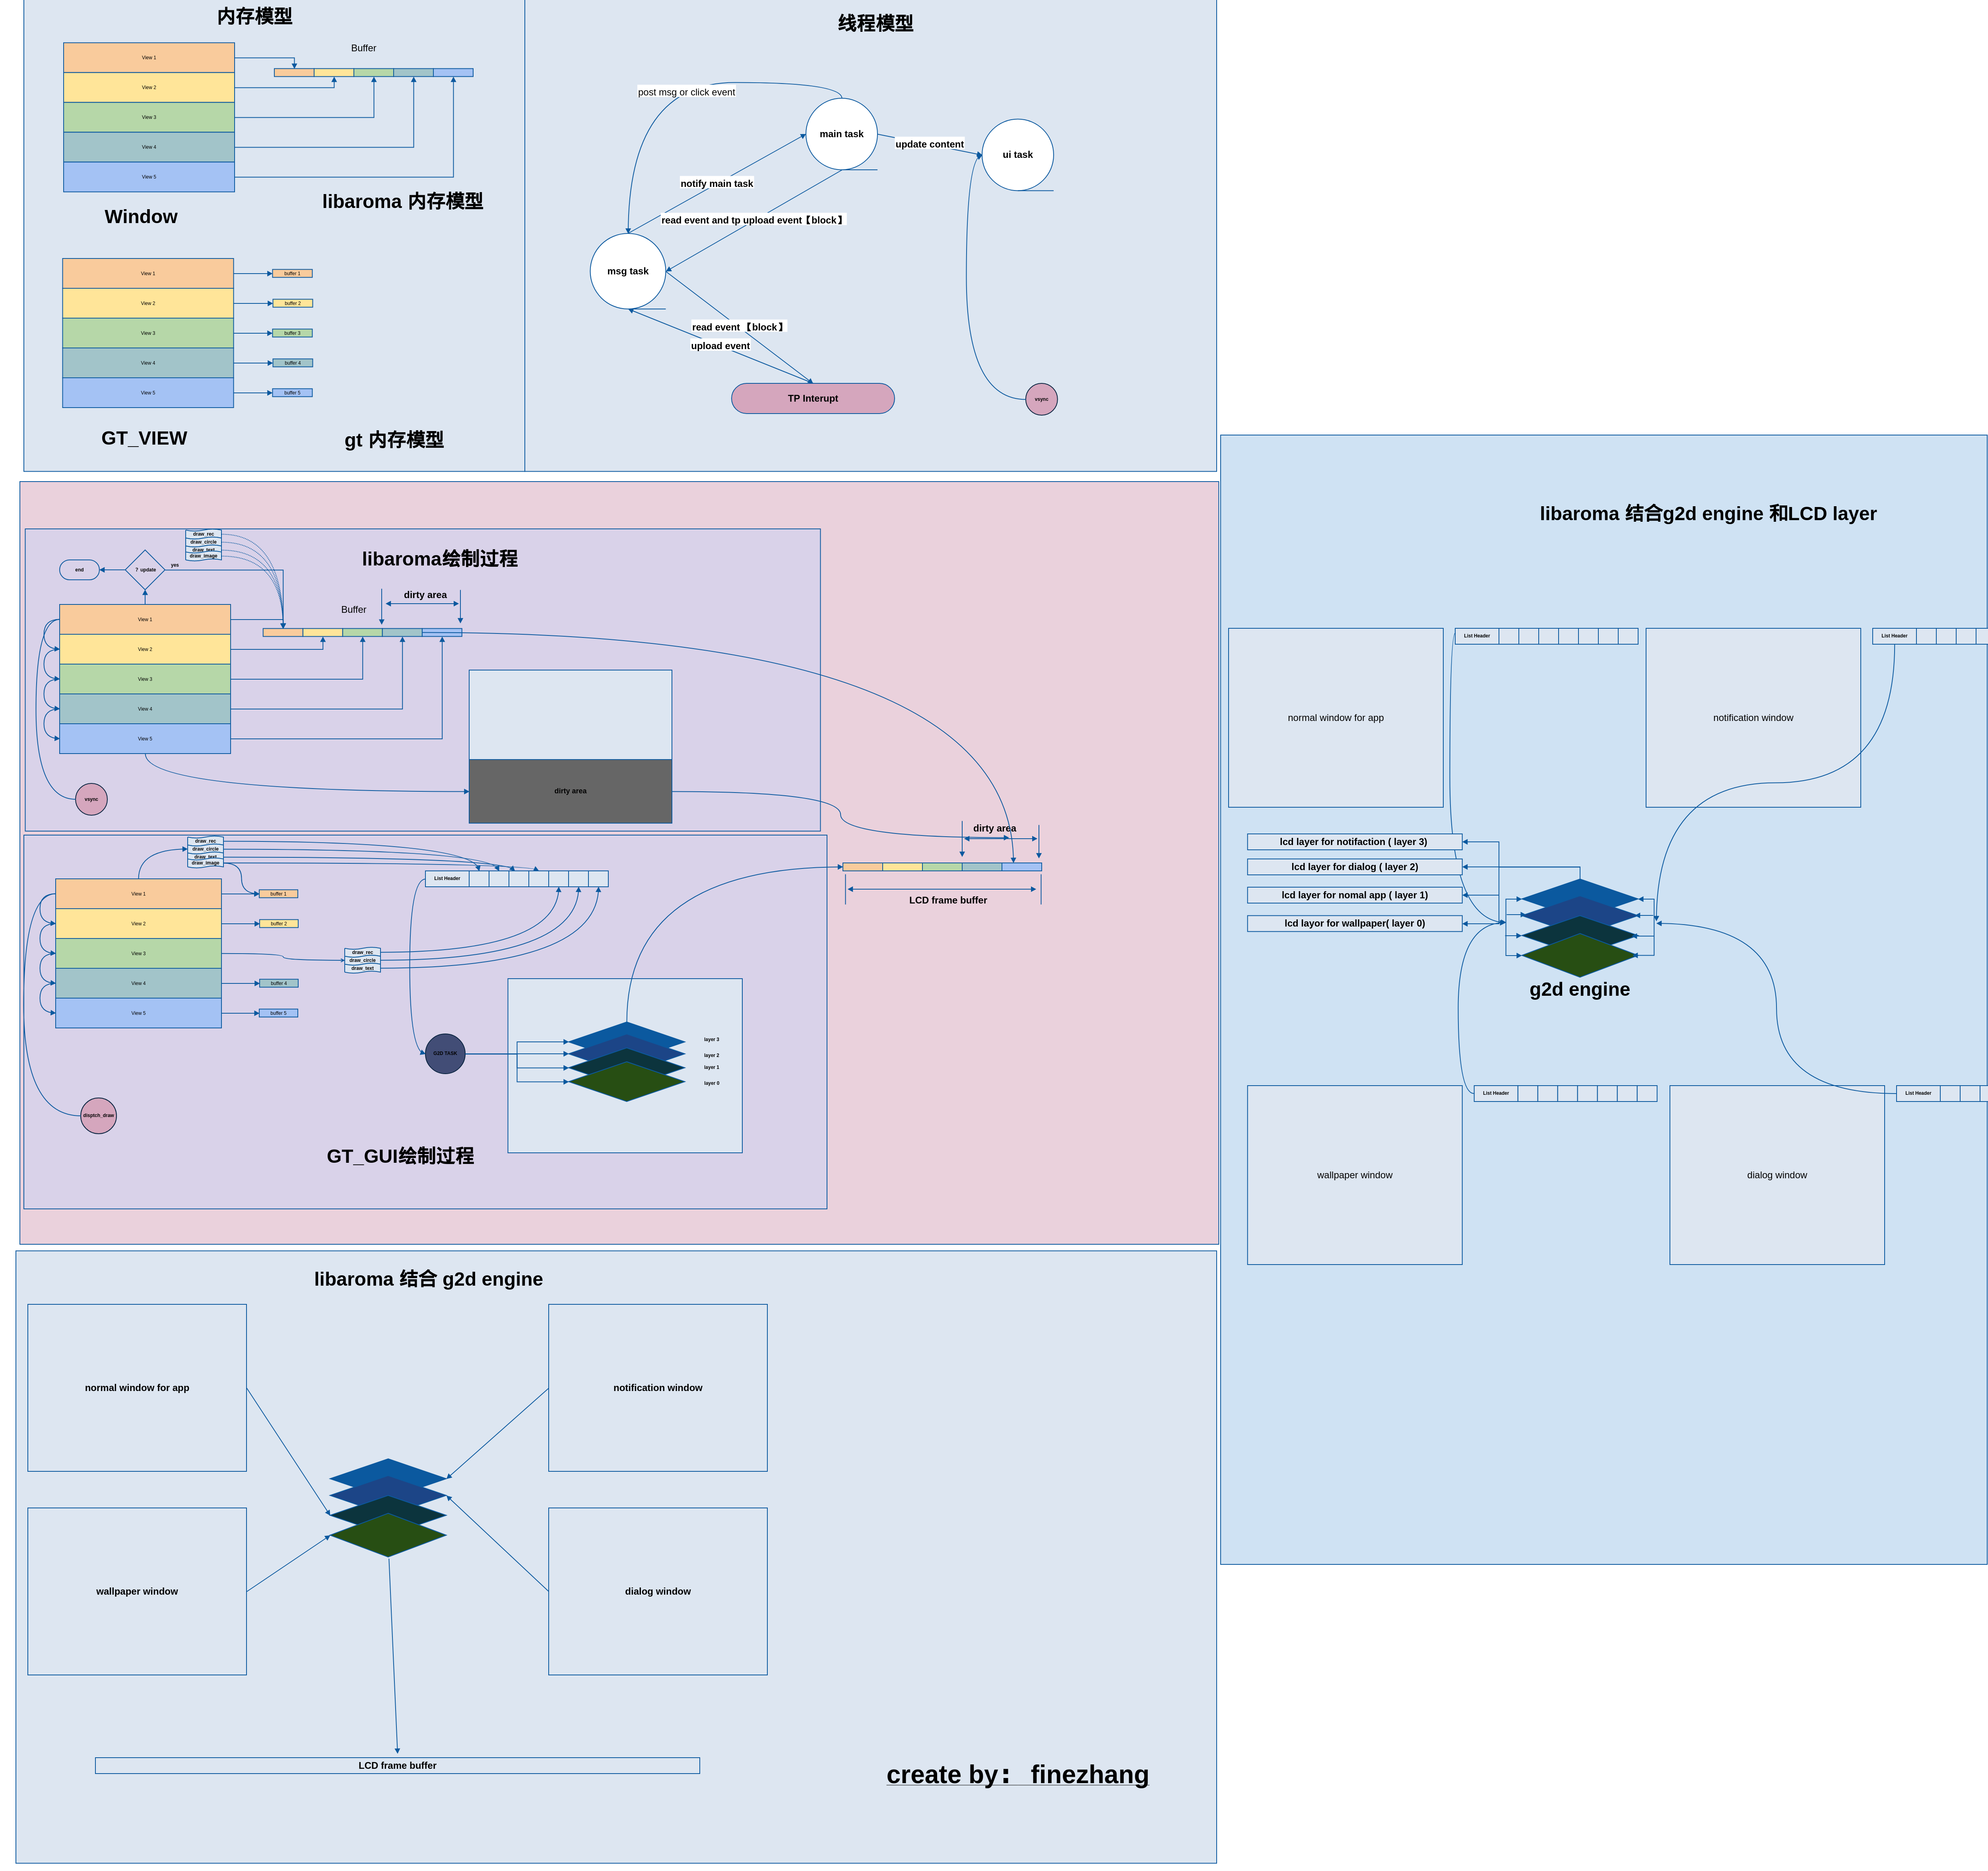 内存模型
View 1
View 2
View 3
View 4
View 5
Buffer
Window
libaroma 内存模型
View 1
View 2
View 3
View 4
View 5
buffer 1
buffer 2
buffer 3
buffer 4
buffer 5
GT_VIEW
gt 内存模型
线程模型
post msg or click event
main task
update content
ui task
notify main task
read event and tp upload event【block】
msg task
read event 【block】
upload event
TP Interupt
vsync
draw_rec
draw_circle
draw_text
draw_image
end
? update
yes
libaroma绘制过程
Buffer
dirty area
View 1
View 2
View 3
View 4
View 5
vsync
dirty area
draw_rec
draw_circle
draw_text
draw_image
View 1
View 2
View 3
View 4
View 5
buffer 1
buffer 2
buffer 4
buffer 5
List Header
draw_rec
draw_circle
draw_text
G2D TASK
layer 3
layer 2
layer 1
layer 0
disptch_draw
GT_GUI绘制过程
dirty area
LCD frame buffer
libaroma 结合g2d engine 和LCD layer
normal window for app
List Header
notification window
List Header
lcd layer for notifaction ( layer 3)
lcd layer for dialog ( layer 2)
lcd layer for nomal app ( layer 1)
lcd layor for wallpaper( layer 0)
g2d engine
wallpaper window
List Header
dialog window
List Header
libaroma 结合 g2d engine
normal window for app
notification window
wallpaper window
dialog window
LCD frame buffer
create by： finezhang